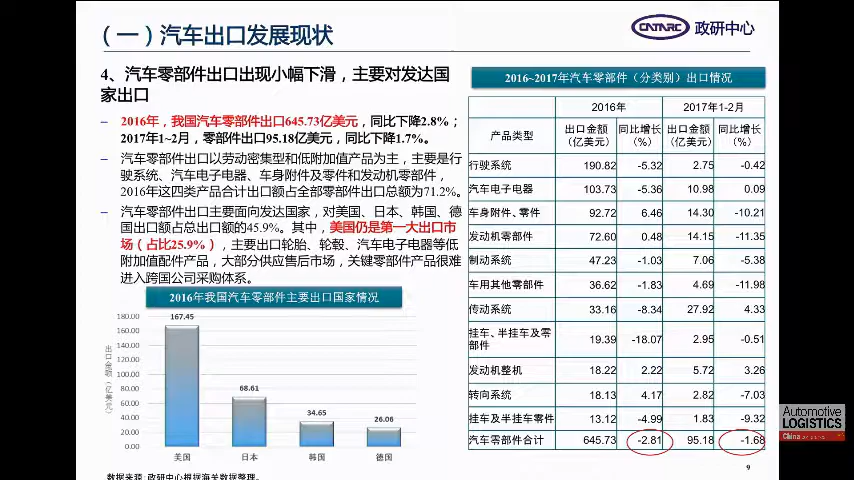 （一）汽车出口发展现状
CATARC 政研中心
4、汽车零部件出口出现小幅下滑，主要对发达国
家出口
– 2016年，我国汽车零部件出口645.73亿美元，同比下降2.8%；
2017年1~2月，零部件出口95.18亿美元，同比下降1.7%。
– 汽车零部件出口以劳动密集型和低附加值产品为主，主要是行
驶系统、汽车电子电器、车身附件及零件和发动机零部件，
2016年这四类产品合计出口额占全部零部件出口总额为71.2%。
– 汽车零部件出口主要面向发达国家，对美国、日本、韩国、德
国出口额占总出口额的45.9%。其中，美国仍是第一大出口市
场（占比25.9%），主要出口轮胎、轮毂、汽车电子电器等低
附加值配件产品，大部分供应售后市场，关键零部件产品很难
进入跨国公司采购体系。
2016年我国汽车零部件主要出口国家情况
出口金额（亿美元）
180.00
160.00
140.00
120.00
100.00
80.00
60.00
40.00
20.00
0.00
167.45
68.61
34.65
26.06
美国 日本 韩国 德国
数据来源：政研中心根据海关数据整理。
2016~2017年汽车零部件（分类别）出口情况
2016年 2017年1-2月
产品类型 出口金额（亿美元） 同比增长（%） 出口金额（亿美元） 同比增长（%）
行驶系统 190.82 -5.32 2.75 -0.42
汽车电子电器 103.73 -5.36 10.98 0.09
车身附件、零件 92.72 6.46 14.30 -10.21
发动机零部件 72.60 0.48 14.15 -11.35
制动系统 47.23 -1.03 7.06 -5.38
车用其他零部件 36.62 -1.83 4.69 -11.98
传动系统 33.16 -8.34 27.92 4.33
挂车、半挂车及零部件 19.39 -18.07 2.95 -0.51
发动机整机 18.22 2.22 5.72 3.26
转向系统 18.13 4.17 2.82 -7.03
挂车及半挂车零件 13.12 -4.99 1.83 -9.32
汽车零部件合计 645.73 -2.81 95.18 -1.68
9
Automotive
LOGISTICS
China